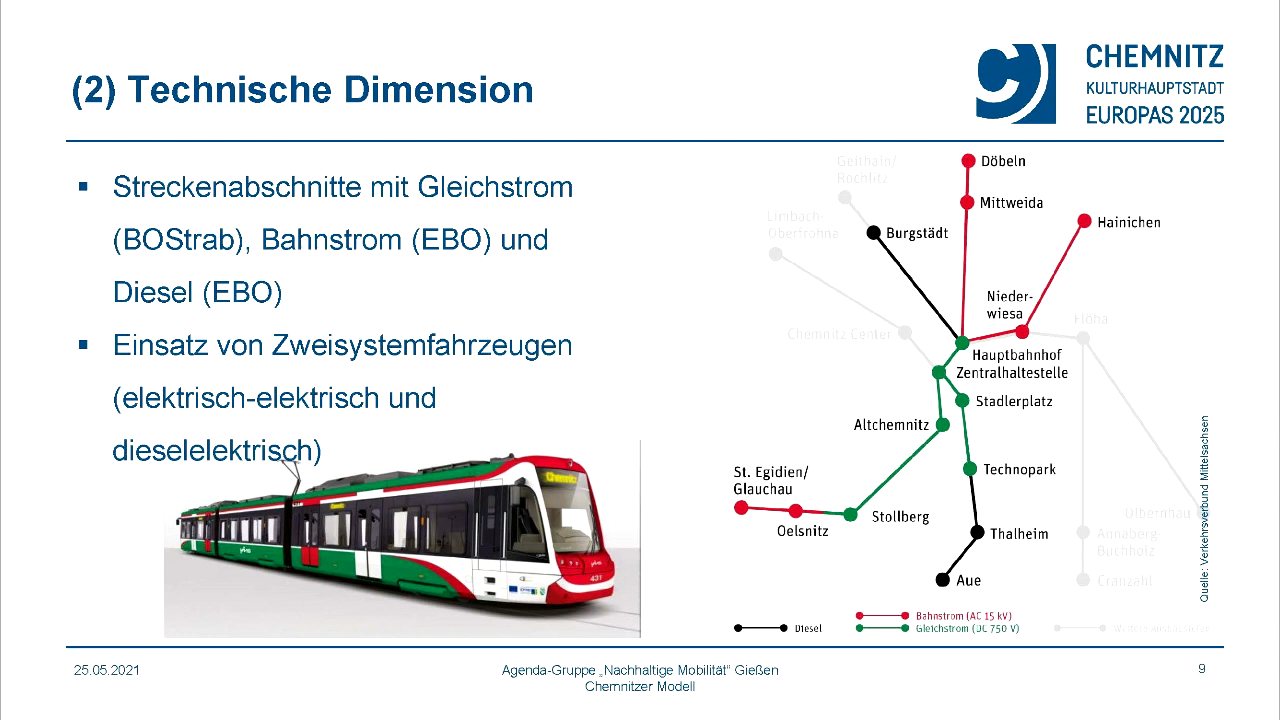 (2) Technische Dimension
CHEMNITZ
KULTURHAUPTSTADT
EUROPAS 2025
▪ Streckenabschnitte mit Gleichstrom
(BOStrab), Bahnstrom (EBO) und
Diesel (EBO)
▪ Einsatz von Zweisystemfahrzeugen
(elektrisch-elektrisch und
dieselelektrisch)
Chemnitz
431
Geithain/
Rochlitz
Limbach-
Oberfrohna
Döbeln
Mittweida
Burgstädt
Hainichen
Nieder-
wiesa
Flöha
Chemnitz Center
Hauptbahnhof
Zentralhaltestelle
Stadlerplatz
Altchemnitz
Technopark
St. Egidien/
Glauchau
Oelsnitz
Stollberg
Thalheim
Olbernhau
Annaberg-
Buchholz
Aue
Cranzahl
Diesel
Bahnstrom (AC 15 kV)
Gleichstrom (DC 750 V)
Quelle: Verkehrsverbund Mittelsachsen
25.05.2021
Agenda-Gruppe „Nachhaltige Mobilität“ Gießen
Chemnitzer Modell
9